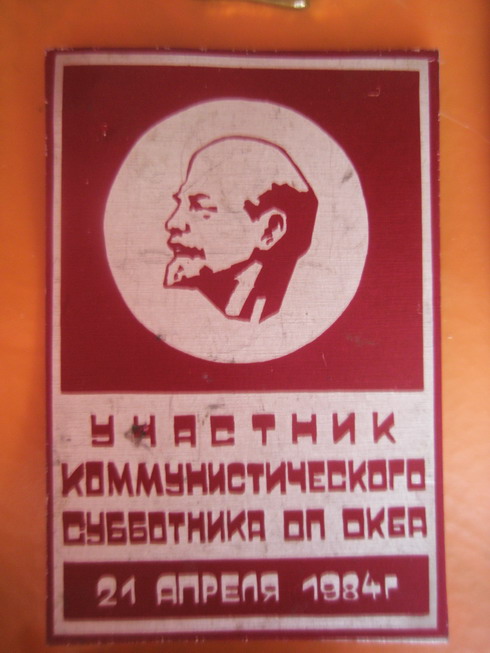 УЧАСТНИК
КОММУНИСТИЧЕСКОГО
СУББОТНИКА ОП ОКБА
21 АПРЕЛЯ 1984г